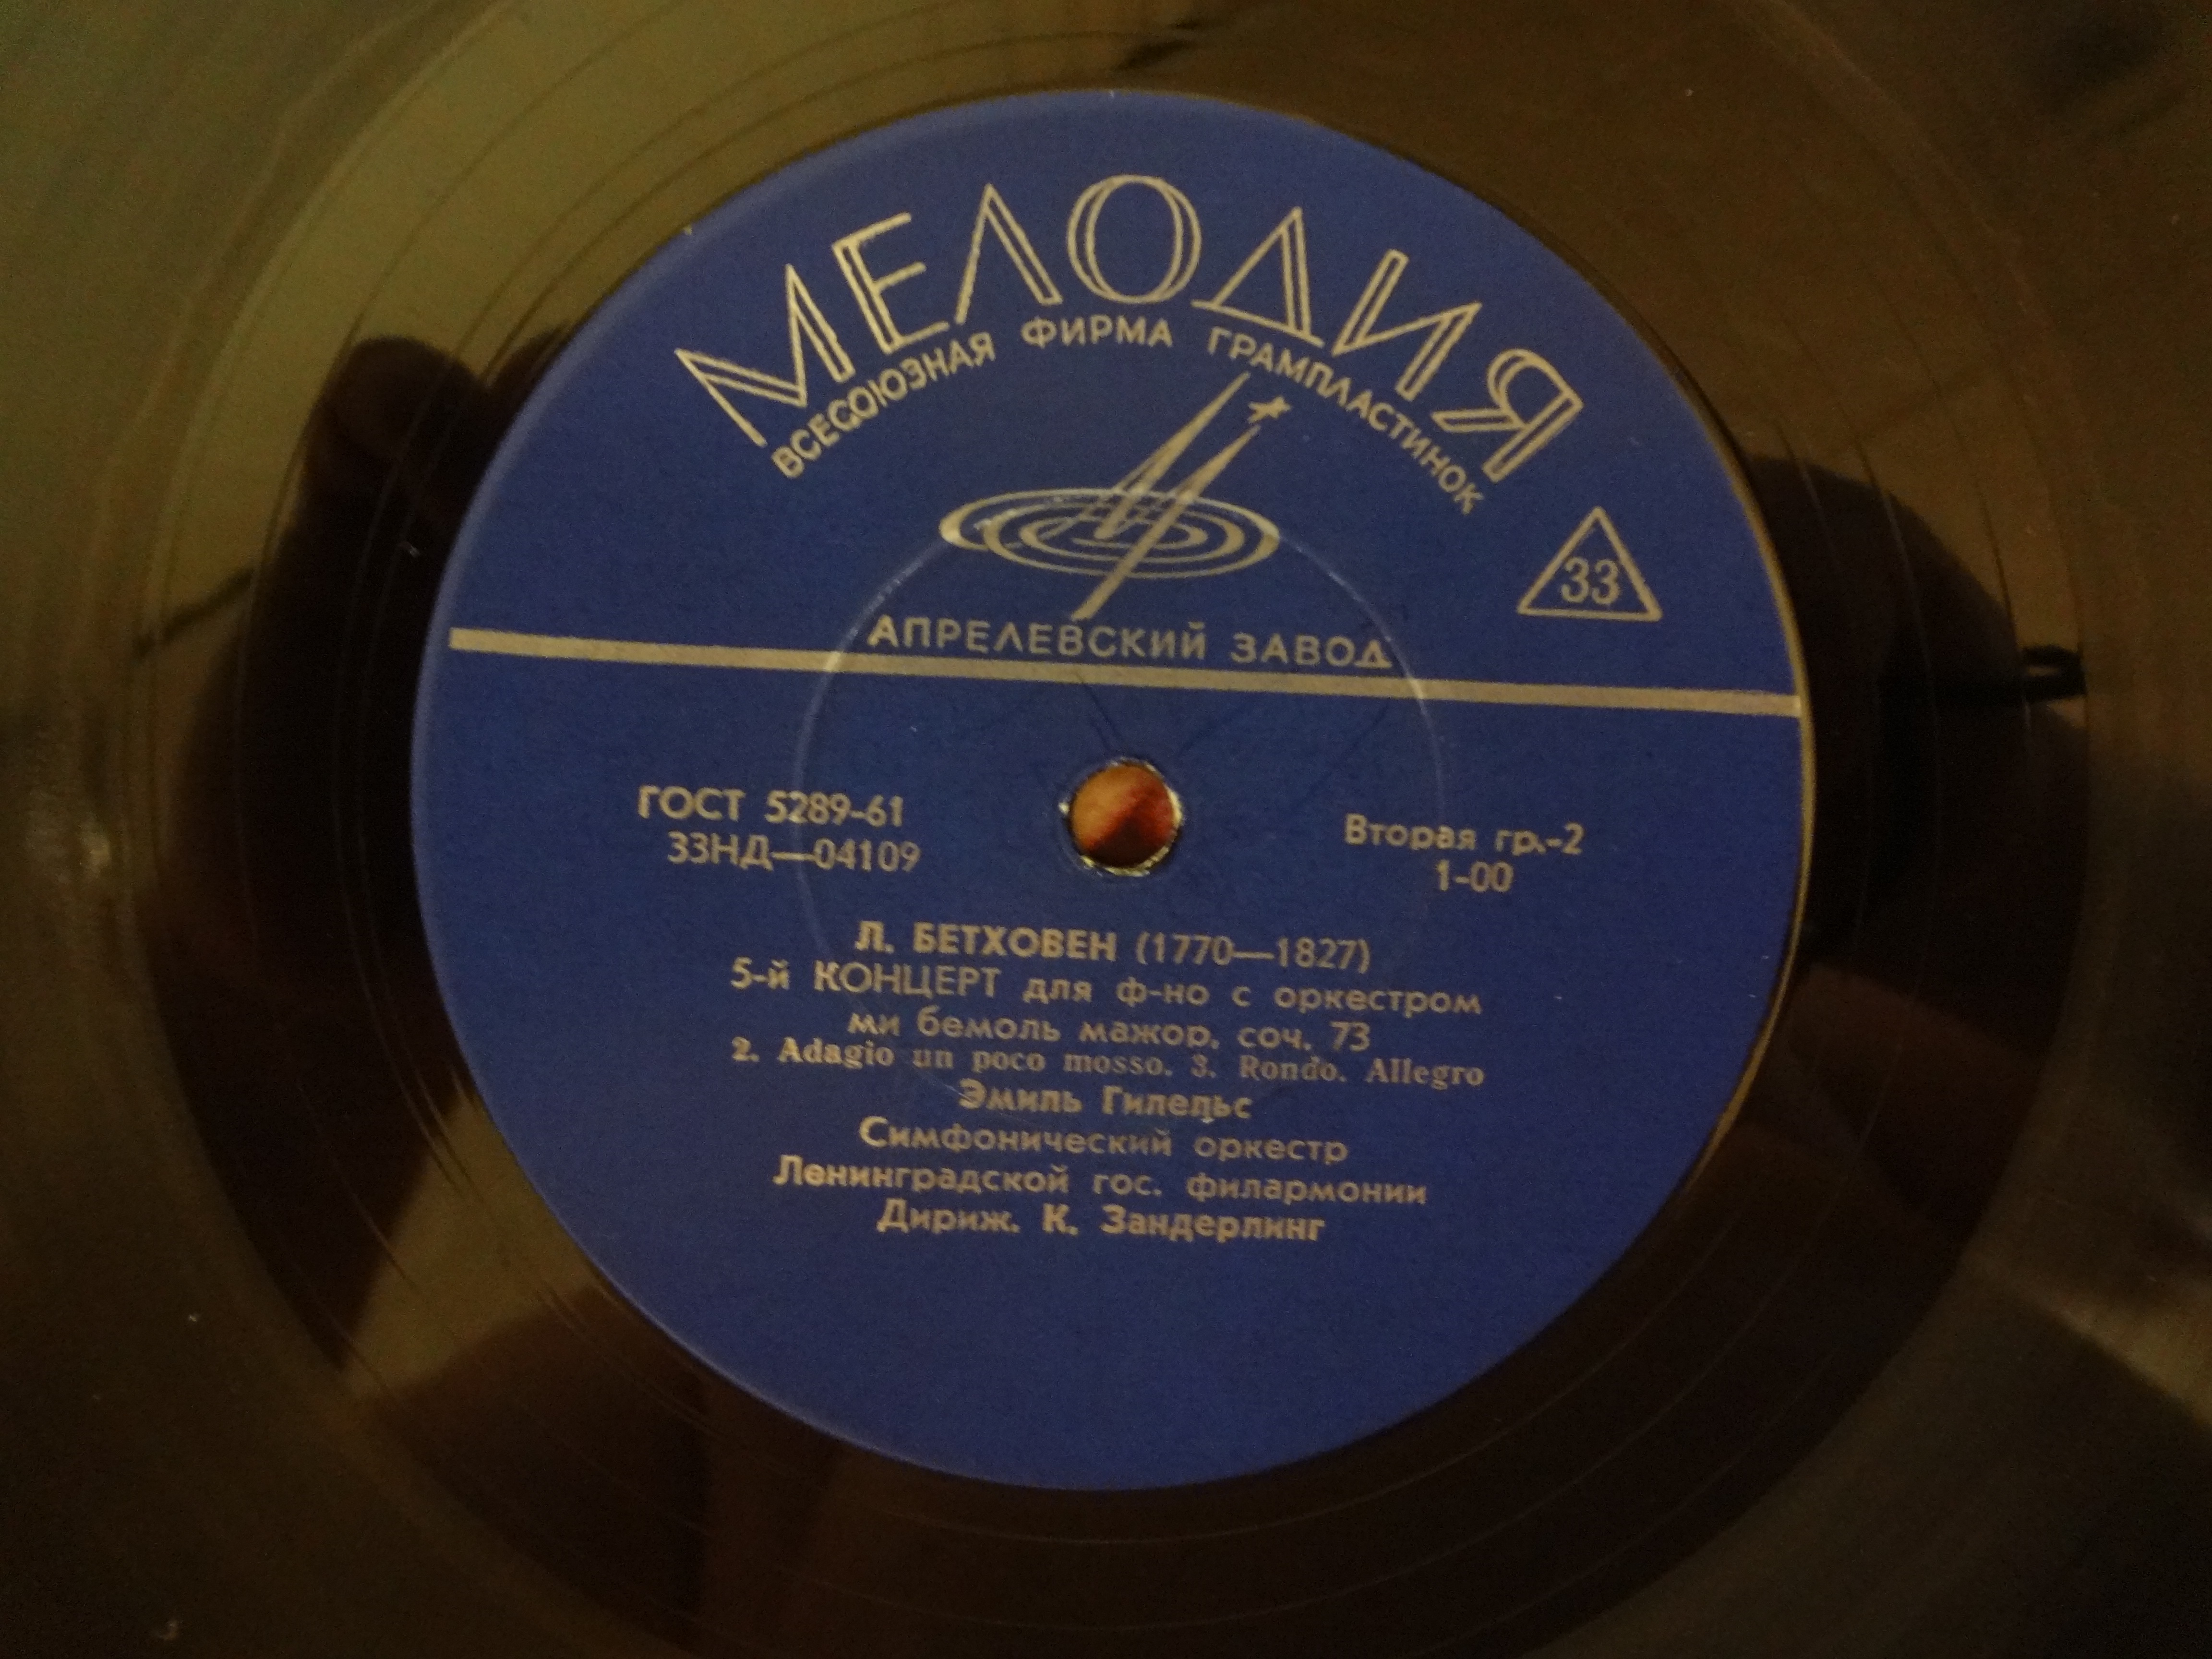 МЕЛОДИЯ
ВСЕСОЮЗНАЯ ФИРМА ГРАМПЛАСТИНОК
33
АПРЕЛЕВСКИЙ ЗАВОД
ГОСТ 5289-61
33НД—04109
Вторая гр.-2
1-00
Л. БЕТХОВЕН (1770—1827)
5-й КОНЦЕРТ для ф-но с оркестром
ми бемоль мажор, соч. 73
2. Adagio un poco mosso. 3. Rondo. Allegro
Эмиль Гилельс
Симфонический оркестр
Ленинградской гос. филармонии
Дириж. К. Зандерлинг